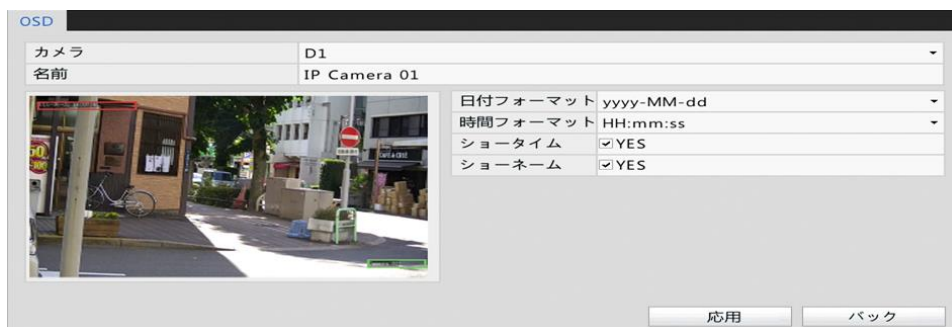 OSD
カメラ D1
名前 IP Camera 01
日付フォーマット yyyy-MM-dd
時間フォーマット HH:mm:ss
ショータイム YES
ショーネーム YES
応用 バック